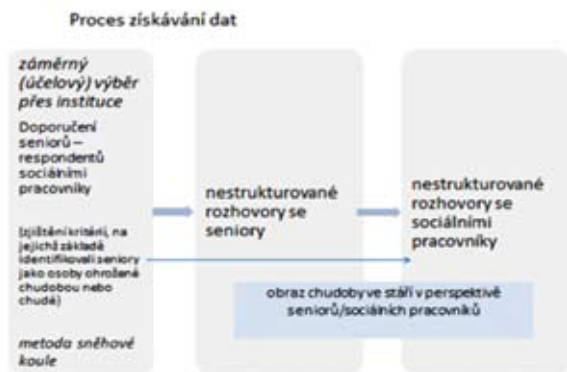 Proces získávání dat
záměrný
(účelový) výběr
přes instituce
Doporučení
seniorů –
respondentů
sociálními
pracovníky
(zjištění kritérií, na
jejichž základě
identifikovali seniory
jako osoby ohrožené
chudobou nebo
chudé)
metoda sněhové
koule
nestrukturované
rozhovory se
seniory
nestrukturované
rozhovory se
sociálními
pracovníky
obraz chudoby ve stáří v perspektivě
seniorů/sociálních pracovníků